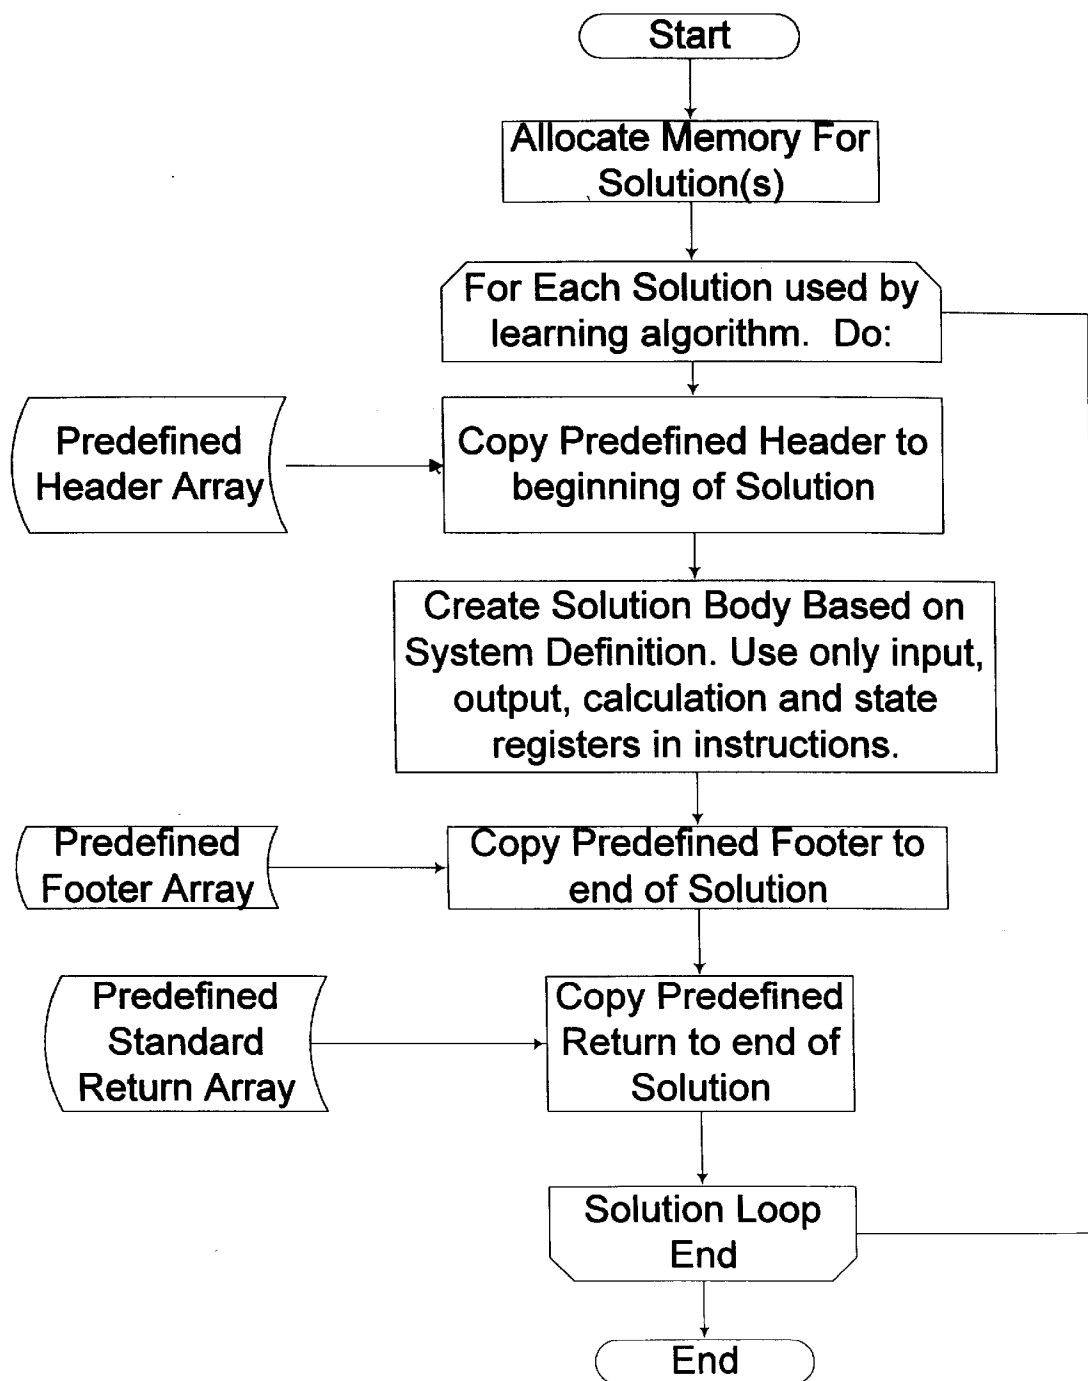 Start
Allocate Memory For
Solution(s)
For Each Solution used by
learning algorithm.  Do:
Predefined
Header Array
Copy Predefined Header to
beginning of Solution
Create Solution Body Based on
System Definition. Use only input,
output, calculation and state
registers in instructions.
Predefined
Footer Array
Copy Predefined Footer to
end of Solution
Predefined
Standard
Return Array
Copy Predefined
Return to end of
Solution
Solution Loop
End
End